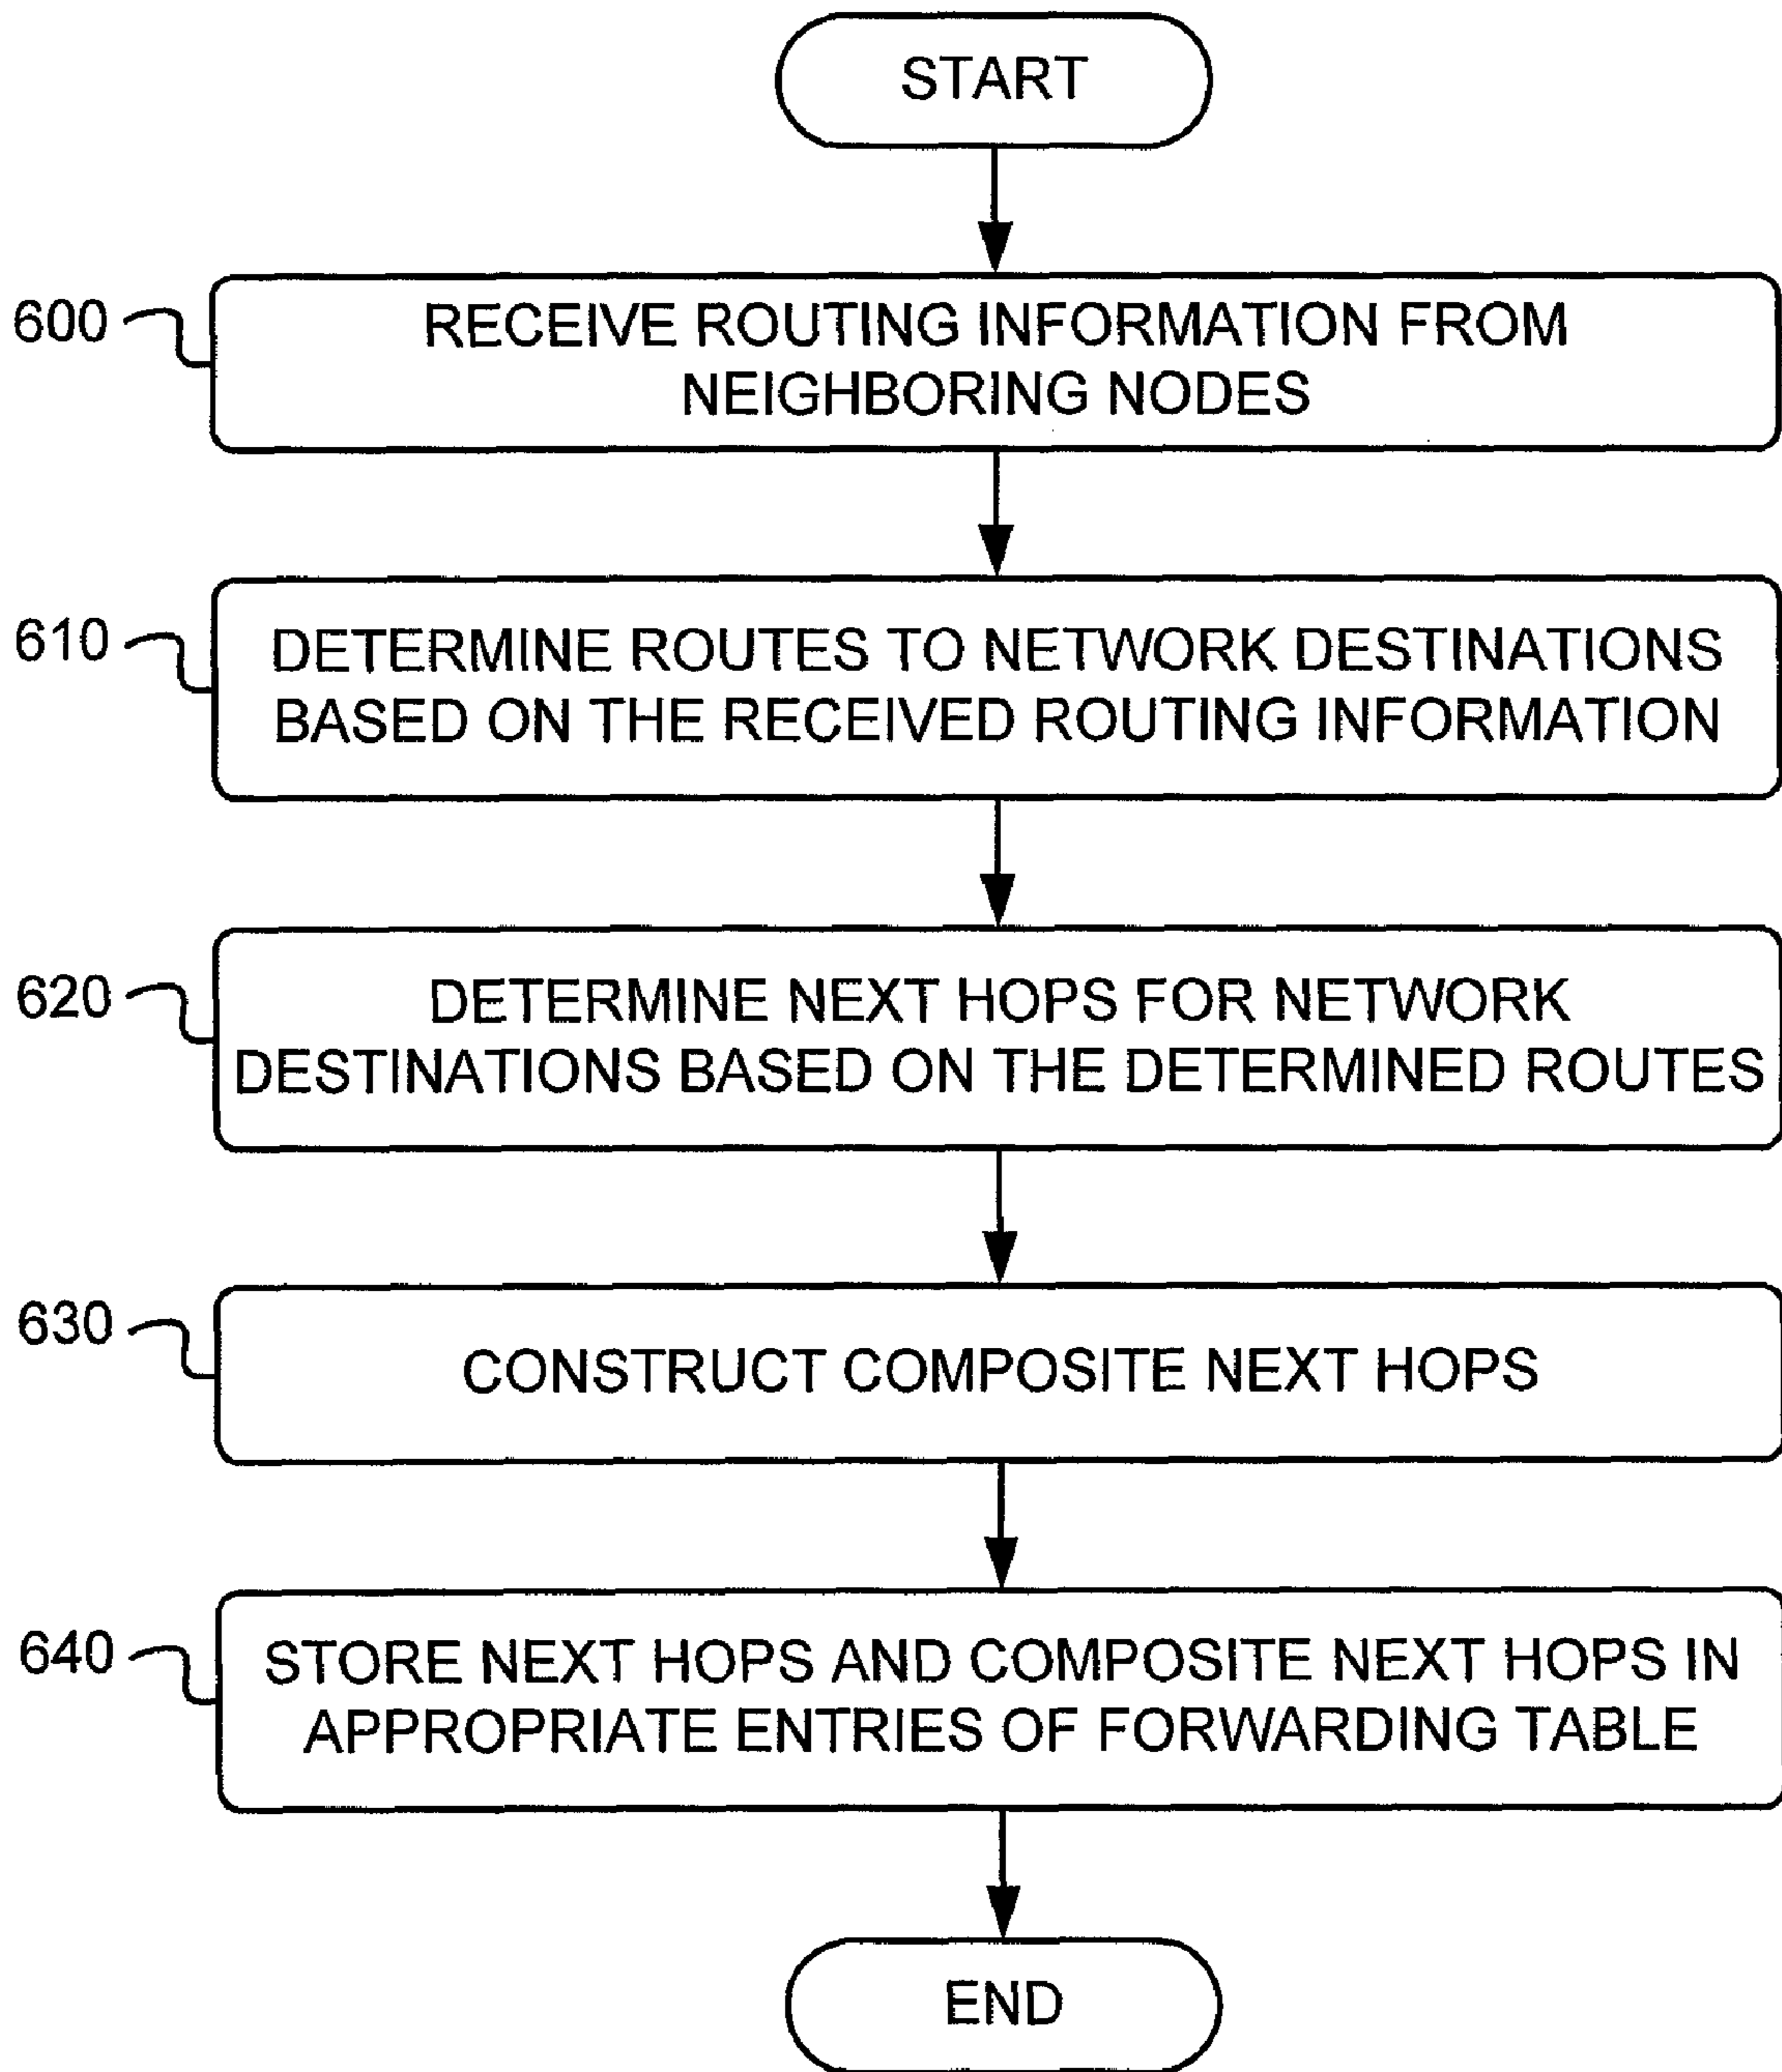 START
600
RECEIVE ROUTING INFORMATION FROM
NEIGHBORING NODES
610
DETERMINE ROUTES TO NETWORK DESTINATIONS
BASED ON THE RECEIVED ROUTING INFORMATION
620
DETERMINE NEXT HOPS FOR NETWORK
DESTINATIONS BASED ON THE DETERMINED ROUTES
630
CONSTRUCT COMPOSITE NEXT HOPS
640
STORE NEXT HOPS AND COMPOSITE NEXT HOPS IN
APPROPRIATE ENTRIES OF FORWARDING TABLE
END